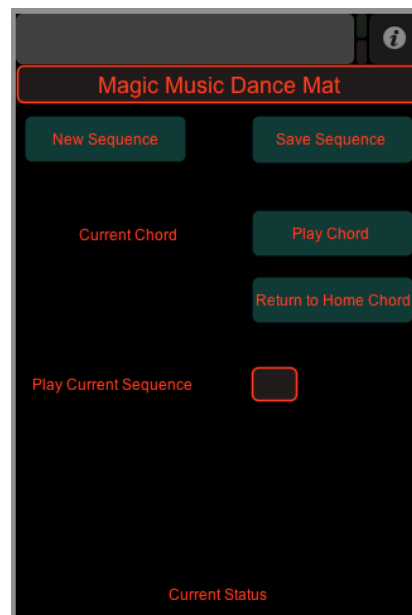 i
Magic Music Dance Mat
New Sequence
Save Sequence
Current Chord
Play Chord
Return to Home Chord
Play Current Sequence
Current Status